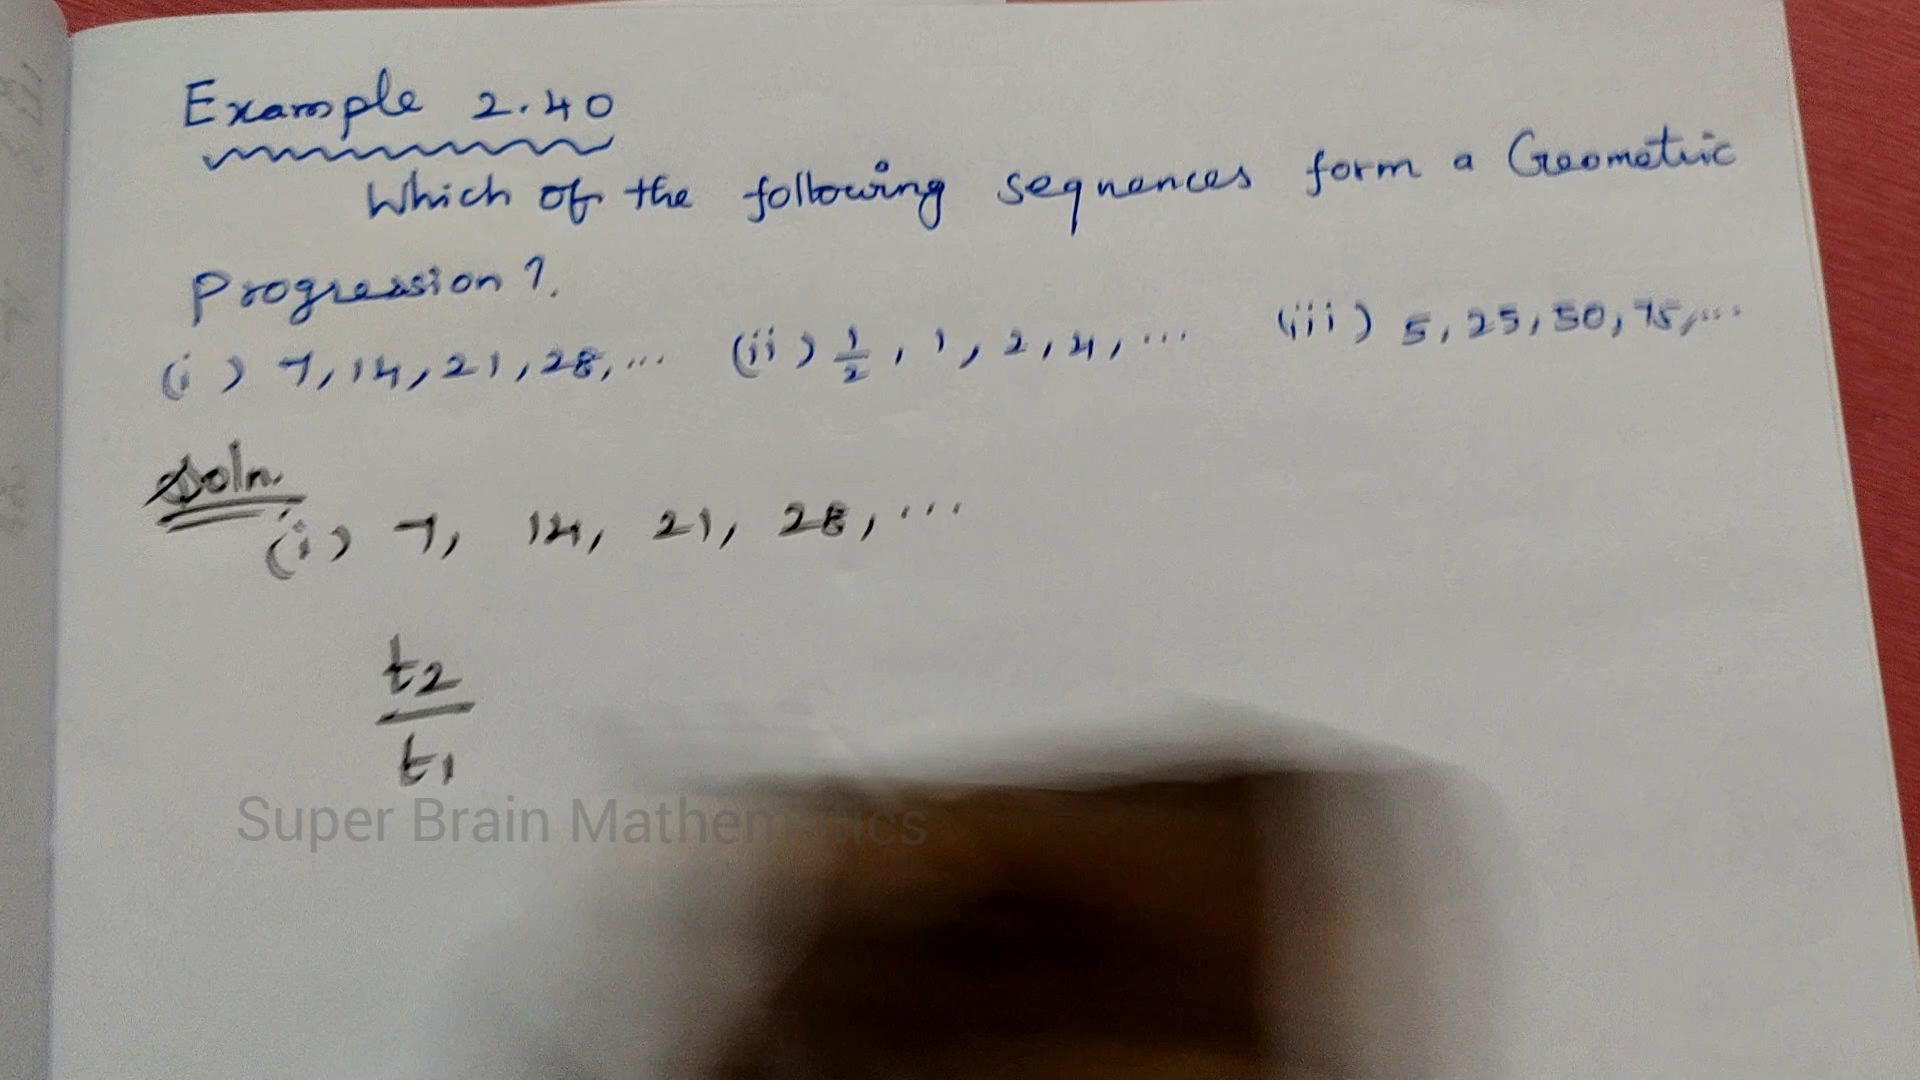 Example 2.40
Which of the following sequences form a Geometric
Progression?.
(i) 7, 14, 21, 28, ... (ii) 1/2, 1, 2, 4, ... (iii) 5, 25, 50, 75, ...
Soln.
(i) 7, 14, 21, 28, ...
t2
t1
Super Brain Mathematics